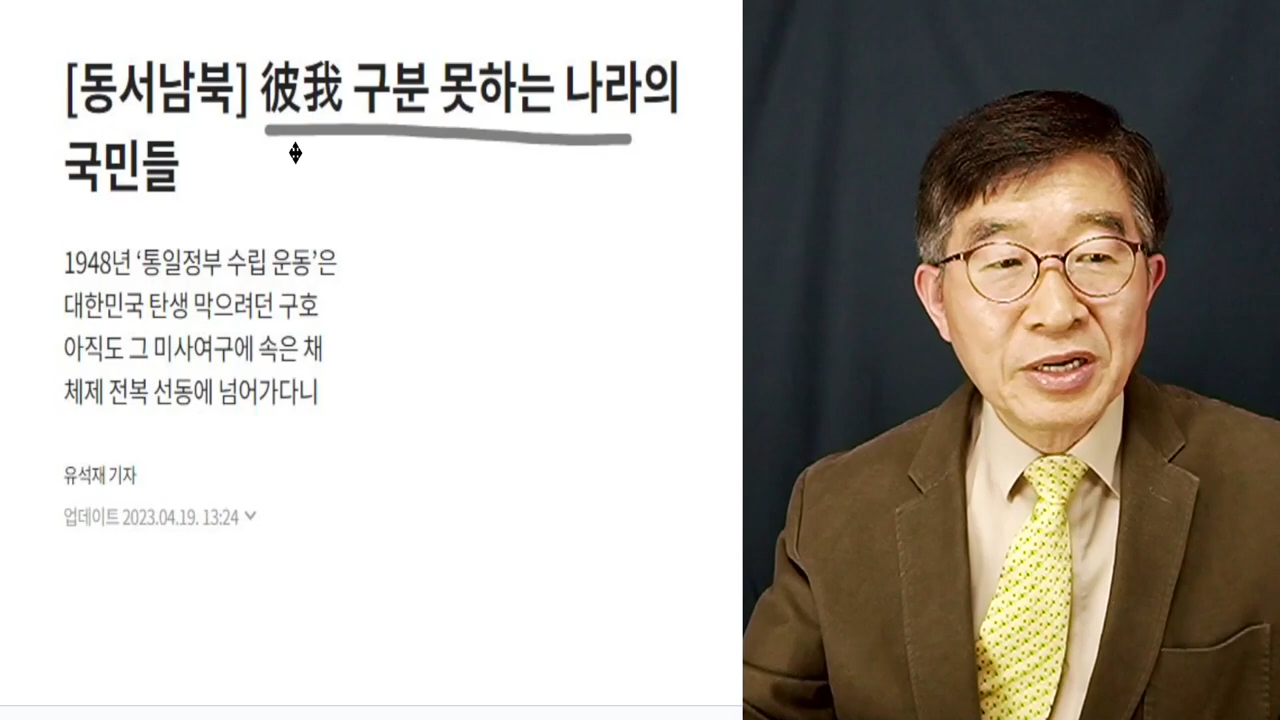 [동서남북] 彼我 구분 못하는 나라의
국민들
1948년 ‘통일정부 수립 운동’은
대한민국 탄생 막으려던 구호
아직도 그 미사여구에 속은 채
체제 전복 선동에 넘어가다니
유석재 기자
업데이트 2023.04.19. 13:24